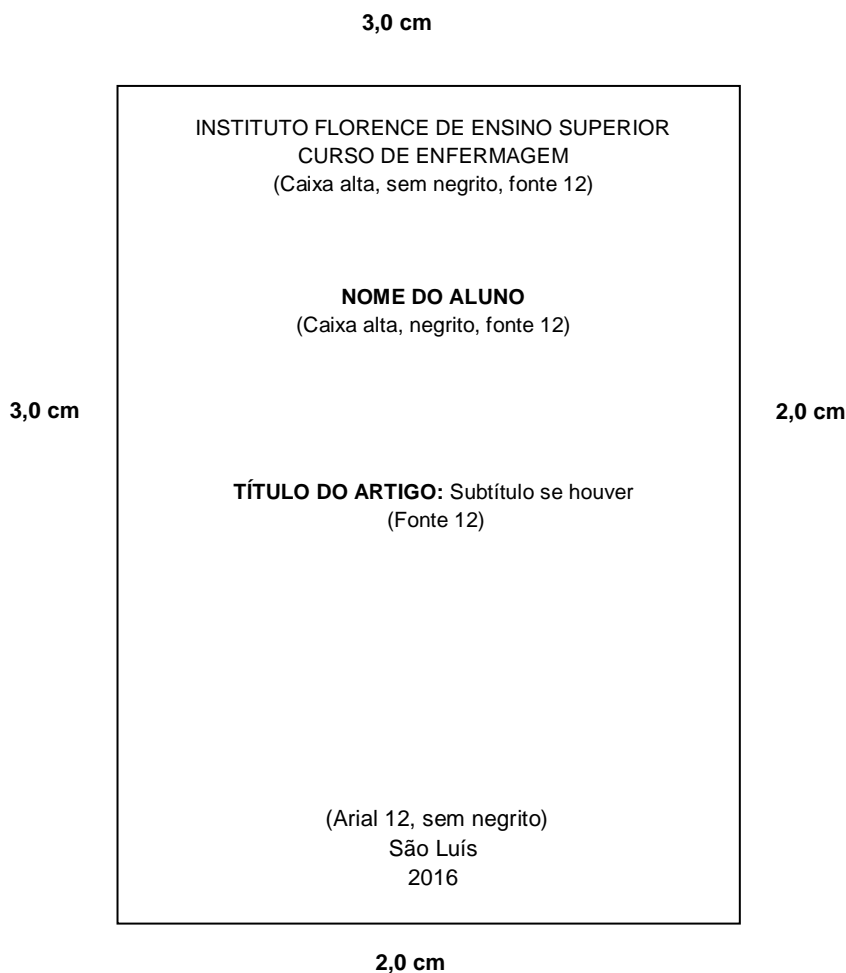 3,0 cm
INSTITUTO FLORENCE DE ENSINO SUPERIOR
CURSO DE ENFERMAGEM
(Caixa alta, sem negrito, fonte 12)
NOME DO ALUNO
(Caixa alta, negrito, fonte 12)
3,0 cm
2,0 cm
TÍTULO DO ARTIGO: Subtítulo se houver
(Fonte 12)
(Arial 12, sem negrito)
São Luís
2016
2,0 cm